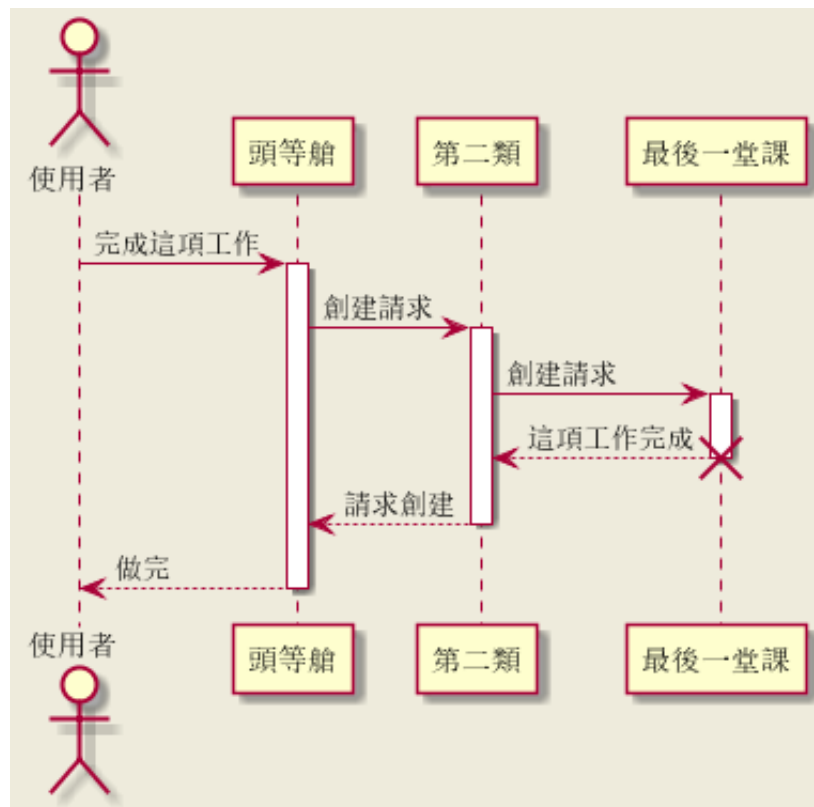 使用者
頭等艙
第二類
最後一堂課
完成這項工作
創建請求
創建請求
這項工作完成
請求創建
做完
使用者
頭等艙
第二類
最後一堂課